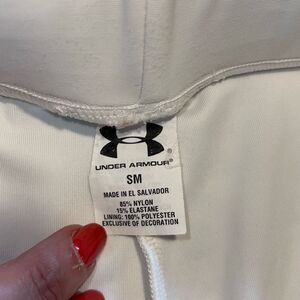 UNDER ARMOUR®
SM
MADE IN EL SALVADOR
85% NYLON
15% ELASTANE
LINING: 100% POLYESTER
EXCLUSIVE OF DECORATION